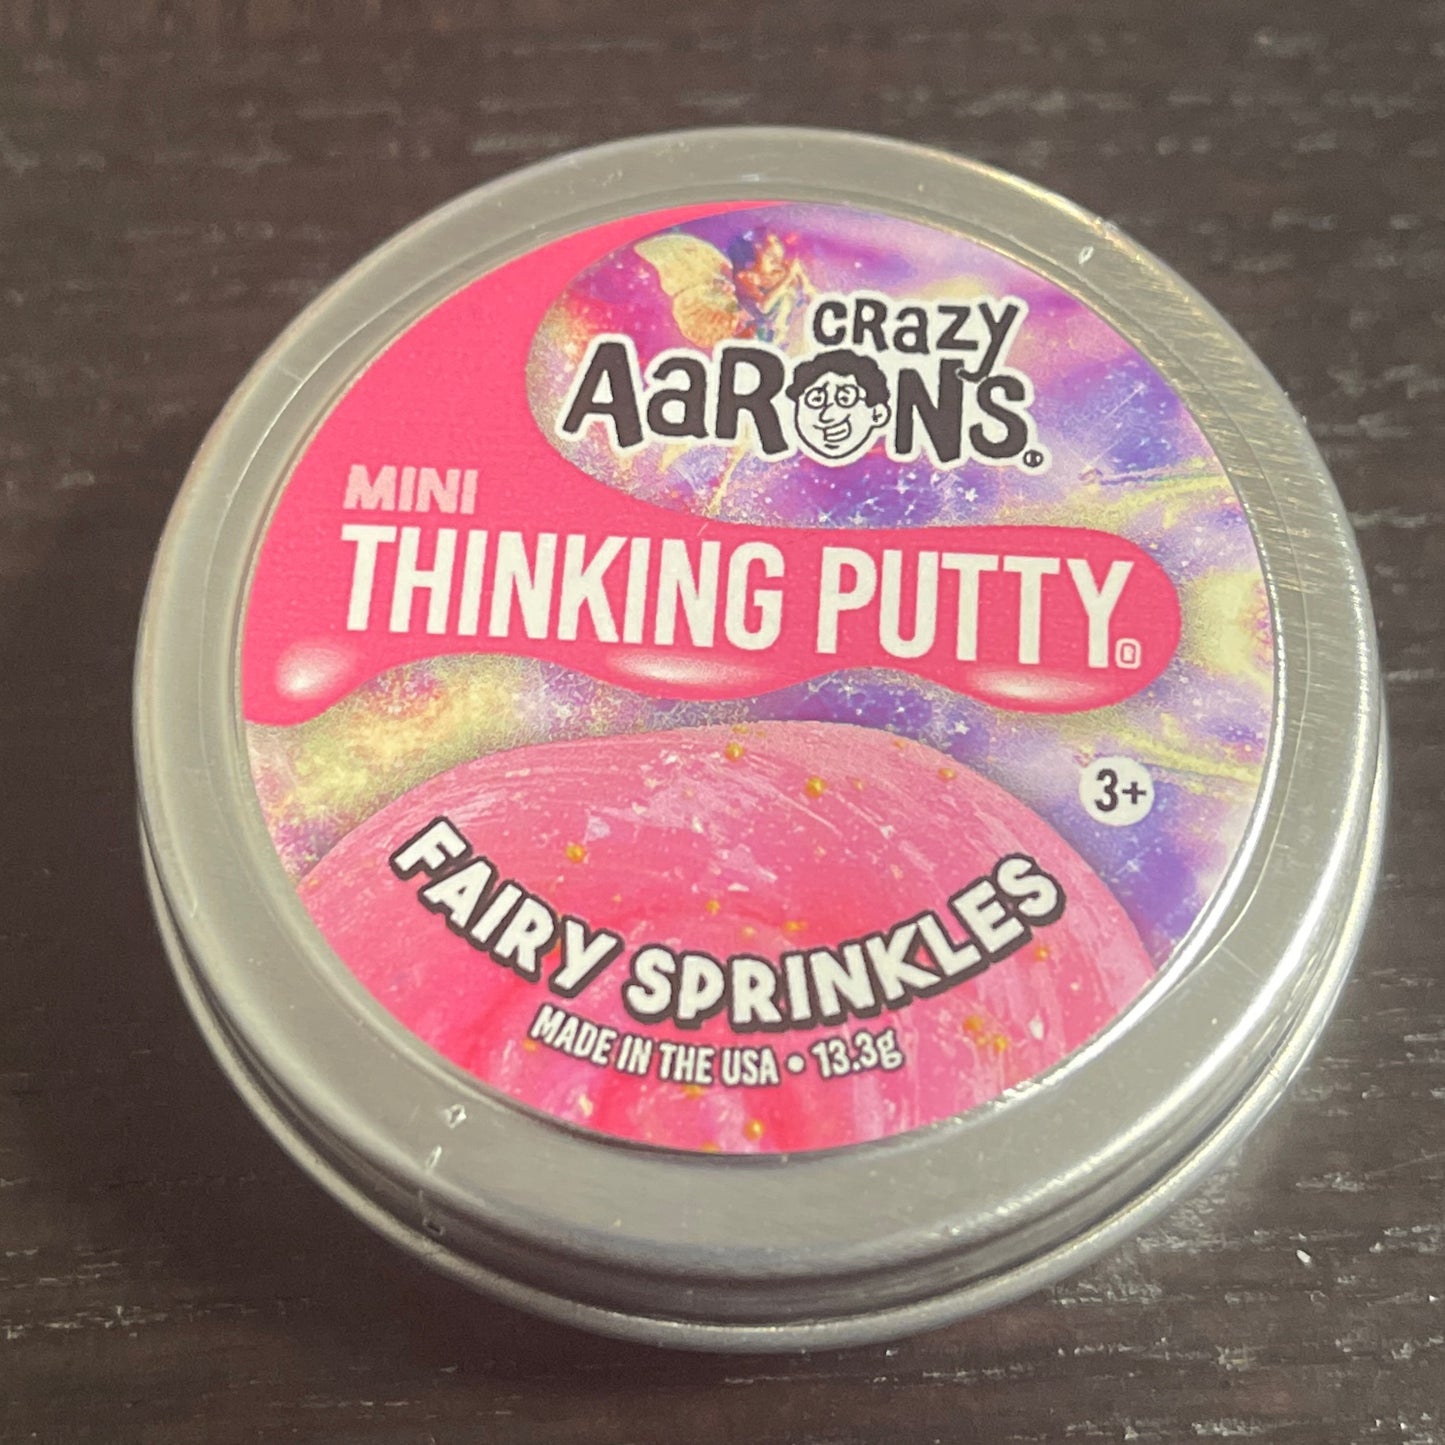 CRaZy
AaRONS®
MINI
THINKING PUTTY®
3+
FAIRY SPRINKLES
MADE IN THE USA • 13.3g